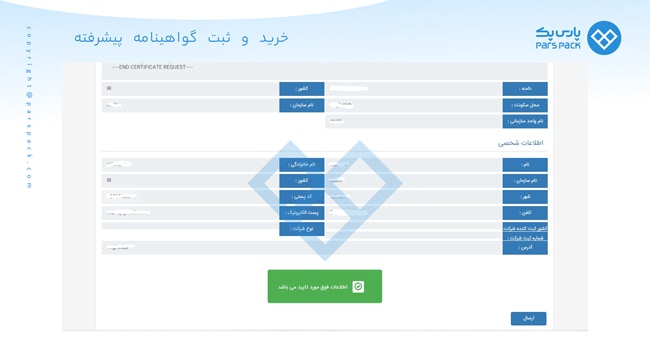 خرید و ثبت گواهینامه پیشرفته
پارس پک
PARS PACK
copyright@parspack.com
----END CERTIFICATE REQUEST----
دامنه :
کشور : IR
محل سکونت :
نام سازمان :
نام واحد سازمانی :
اطلاعات شخصی
نام :
نام خانوادگی :
نام سازمان :
کشور : IR
شهر :
کد پستی :
تلفن :
پست الکترونیک :
کشور ثبت کننده شرکت
نوع شرکت :
شماره ثبت شرکت :
آدرس :
اطلاعات فوق مورد تایید می باشد
ارسال